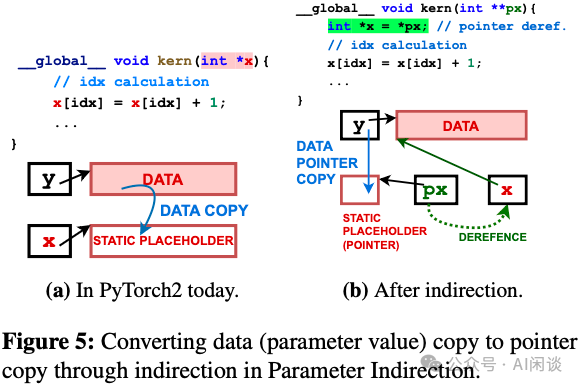 __global__ void kern(int *x){
// idx calculation
x[idx] = x[idx] + 1;
...
}
y
DATA
DATA COPY
x
STATIC PLACEHOLDER
(a) In PyTorch2 today.
__global__ void kern(int **px){
int *x = *px; // pointer deref.
// idx calculation
x[idx] = x[idx] + 1;
...
}
y
DATA
DATA
POINTER
COPY
px
x
STATIC
PLACEHOLDER
(POINTER)
DEREFENCE
(b) After indirection.
Figure 5: Converting data (parameter value) copy to pointer
copy through indirection in Parameter Indirection.
公众号 · AI闲谈